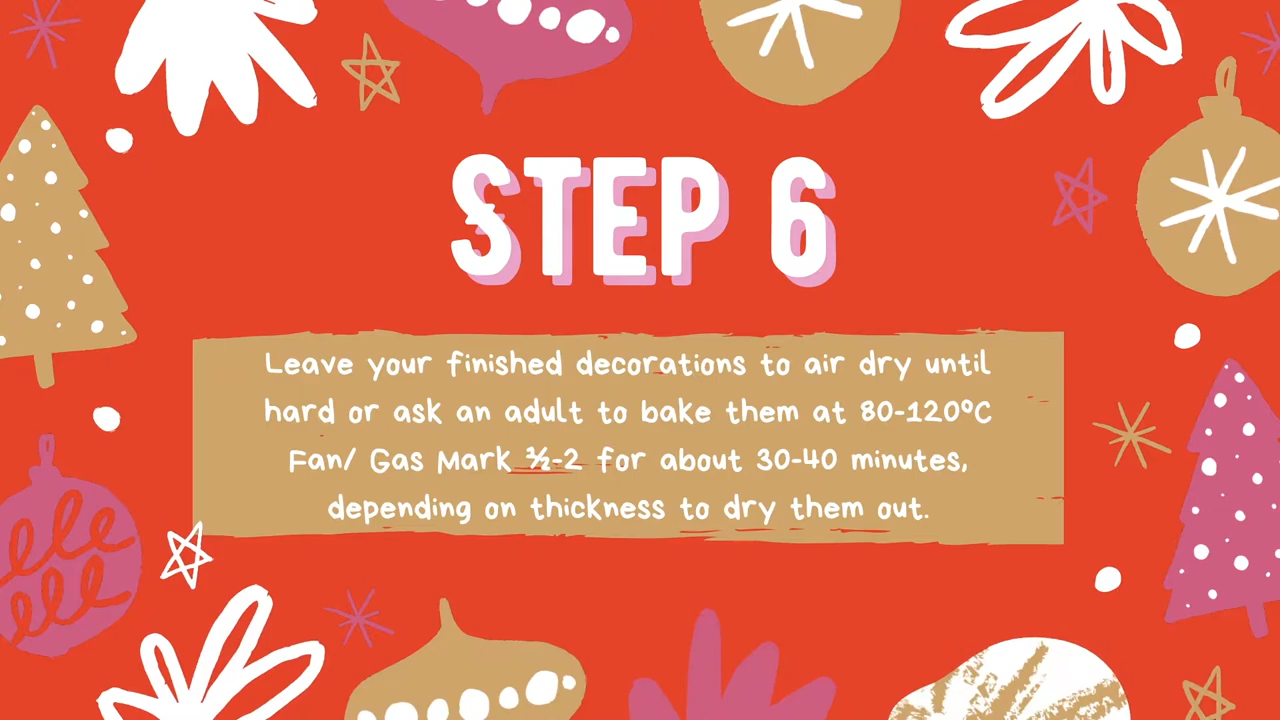 STEP 6
Leave your finished decorations to air dry until
hard or ask an adult to bake them at 80-120ºC
Fan/ Gas Mark ½-2 for about 30-40 minutes,
depending on thickness to dry them out.